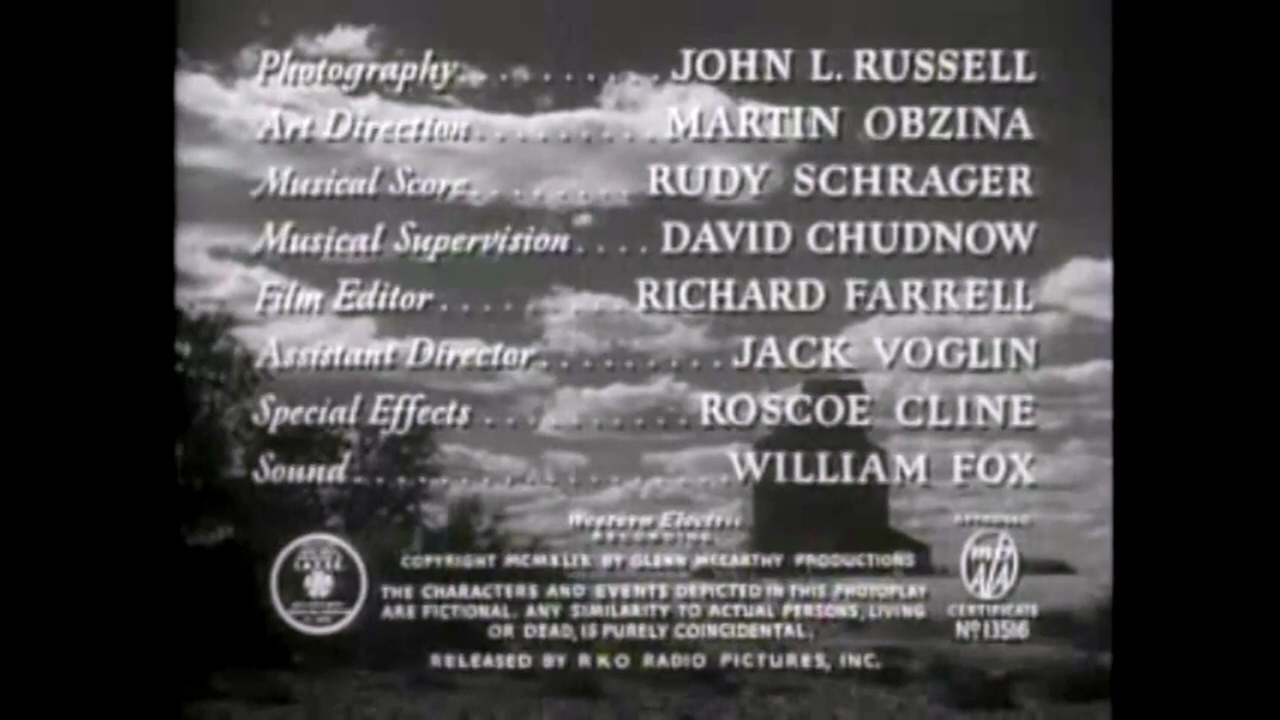 Photography.......... JOHN L. RUSSELL
Art Direction......... MARTIN OBZINA
Musical Score........ RUDY SCHRAGER
Musical Supervision.... DAVID CHUDNOW
Film Editor....... RICHARD FARRELL
Assistant Director......... JACK VOGLIN
Special Effects.......... ROSCOE CLINE
Sound.................. WILLIAM FOX
Western Electric
RECORDING
APPROVED
COPYRIGHT MCMXLIX BY GLENN McCARTHY PRODUCTIONS
THE CHARACTERS AND EVENTS DEPICTED IN THIS PHOTOPLAY
ARE FICTIONAL. ANY SIMILARITY TO ACTUAL PERSONS, LIVING
OR DEAD, IS PURELY COINCIDENTAL.
CERTIFICATE
Nº 13516
RELEASED BY RKO RADIO PICTURES, INC.